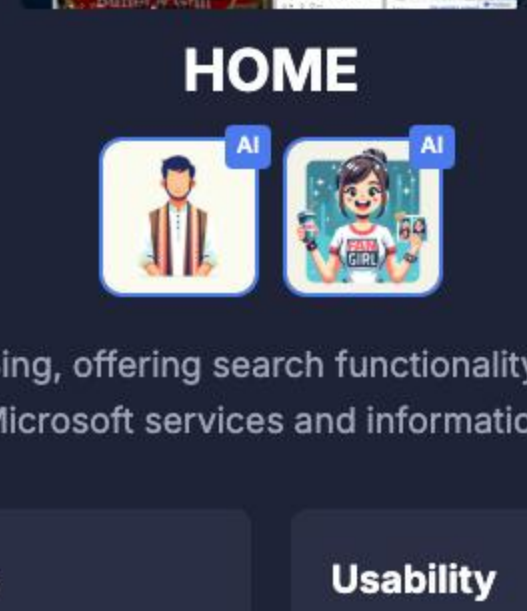 HOME
AI
AI
FAN
GIRL
ing, offering search functionality
Microsoft services and informatio
Usability